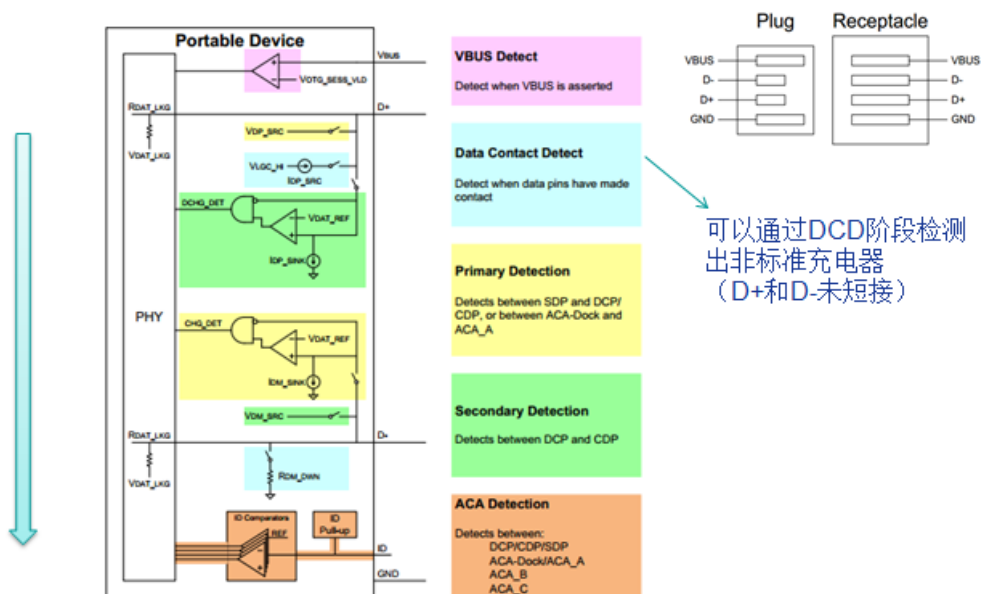 Portable Device
VBUS
VOTG_SESS_VLD
RDAT_LKG
D+
VDAT_LKG
VDP_SRC
VLGC_HI
IDP_SRC
DCHG_DET
VDAT_REF
IDP_SINK
PHY
CHG_DET
VDAT_REF
IDM_SINK
VDM_SRC
RDAT_LKG
D-
VDAT_LKG
RDM_DWN
ID Comparators
REF
ID
Pull-up
ID
GND
VBUS Detect
Detect when VBUS is asserted
Data Contact Detect
Detect when data pins have made
contact
Primary Detection
Detects between SDP and DCP/
CDP, or between ACA-Dock and
ACA_A
Secondary Detection
Detects between DCP and CDP
ACA Detection
Detects between:
DCP/CDP/SDP
ACA-Dock/ACA_A
ACA_B
ACA_C
Plug
Receptacle
VBUS
D-
D+
GND
VBUS
D-
D+
GND
可以通过DCD阶段检测
出非标准充电器
（D+和D-未短接）